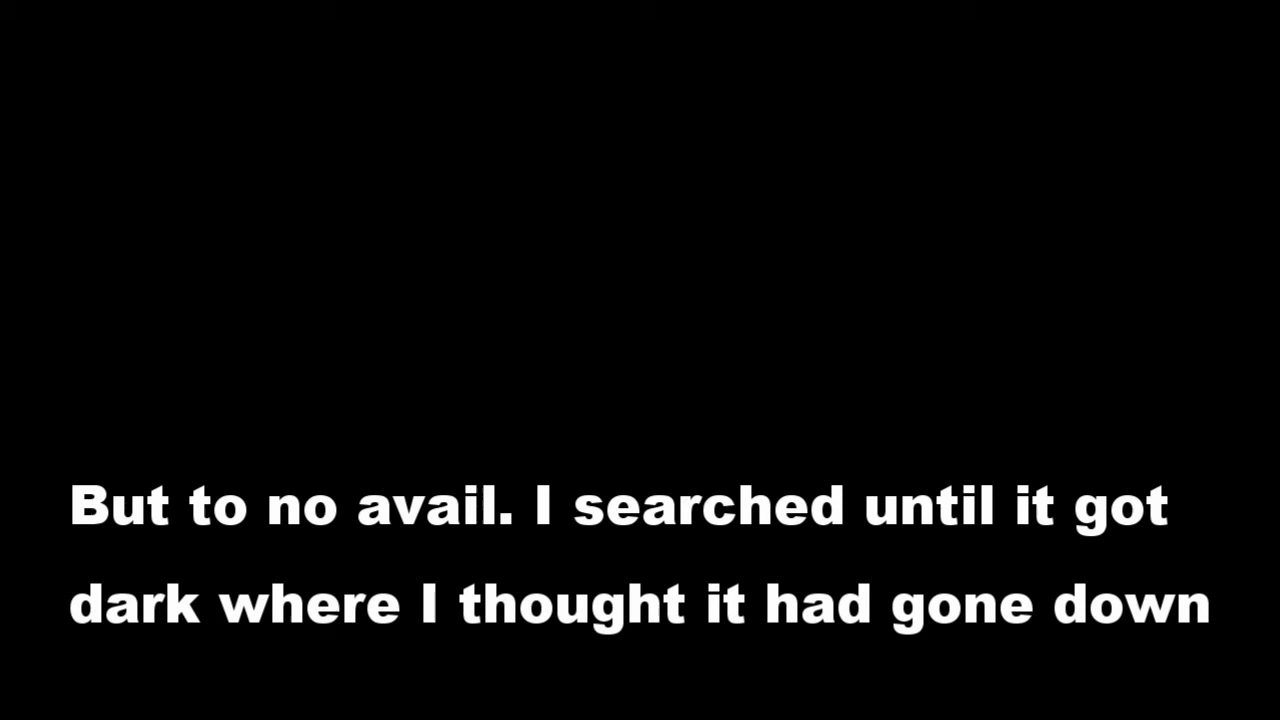 But to no avail. I searched until it got
dark where I thought it had gone down